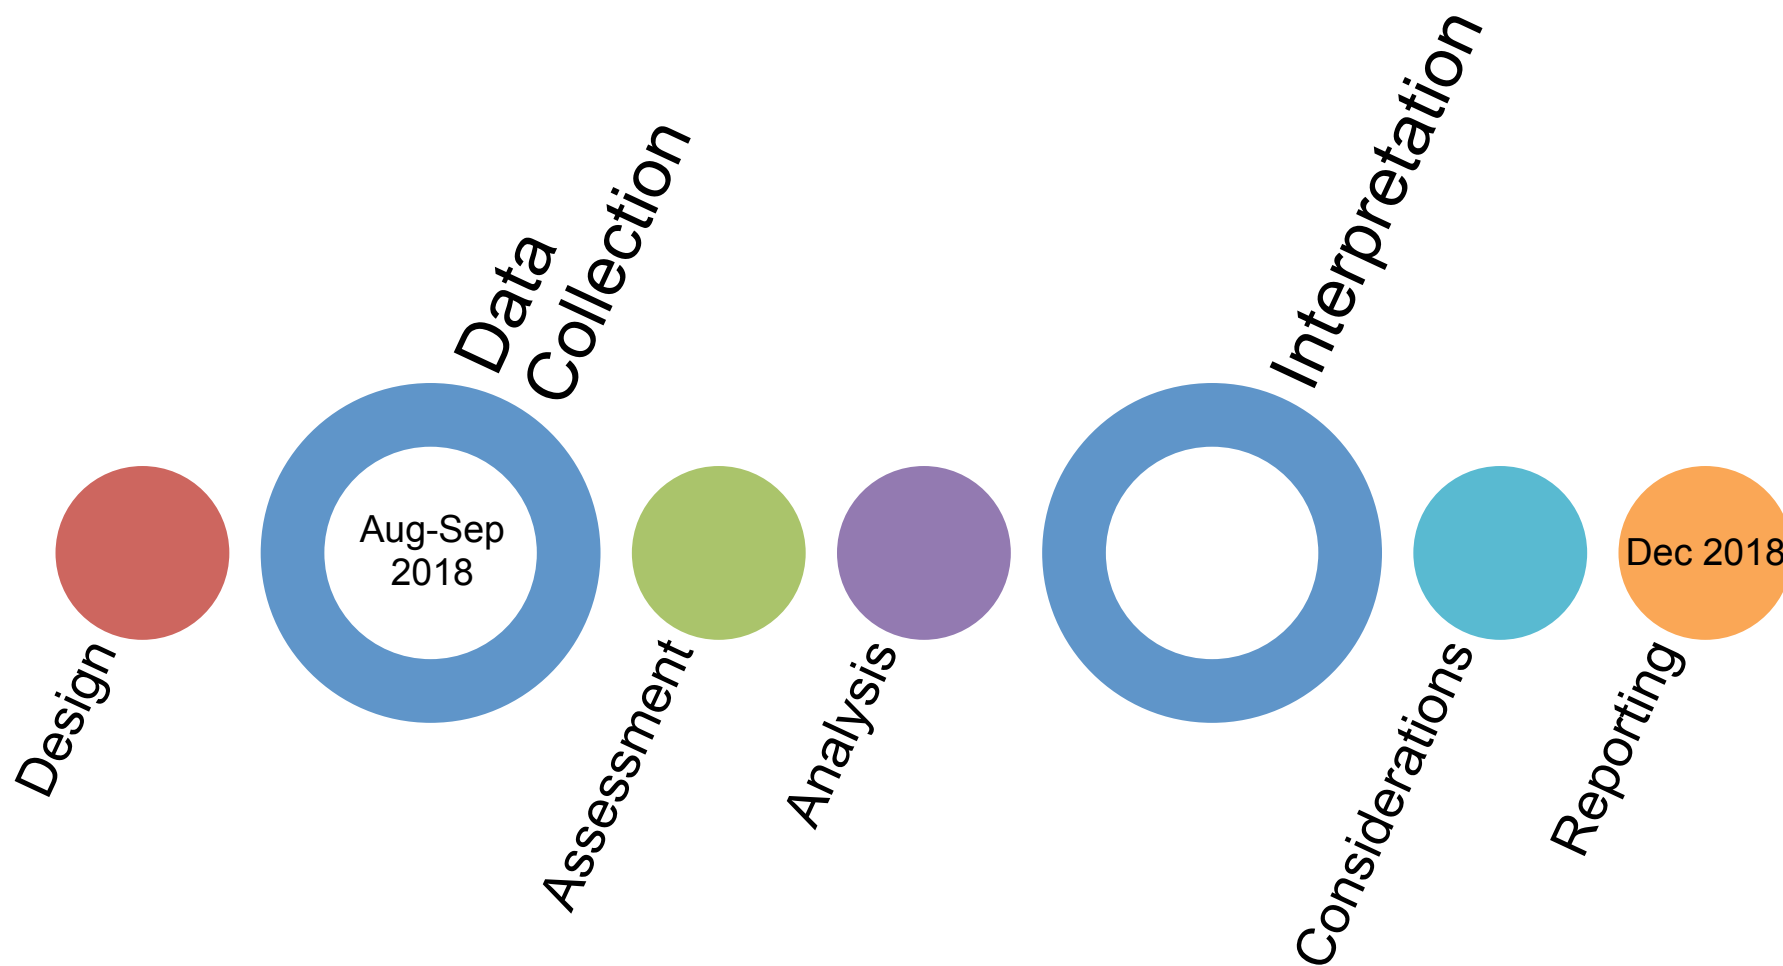 Design
Data
Collection
Aug-Sep
2018
Assessment
Analysis
Interpretation
Considerations
Reporting
Dec 2018